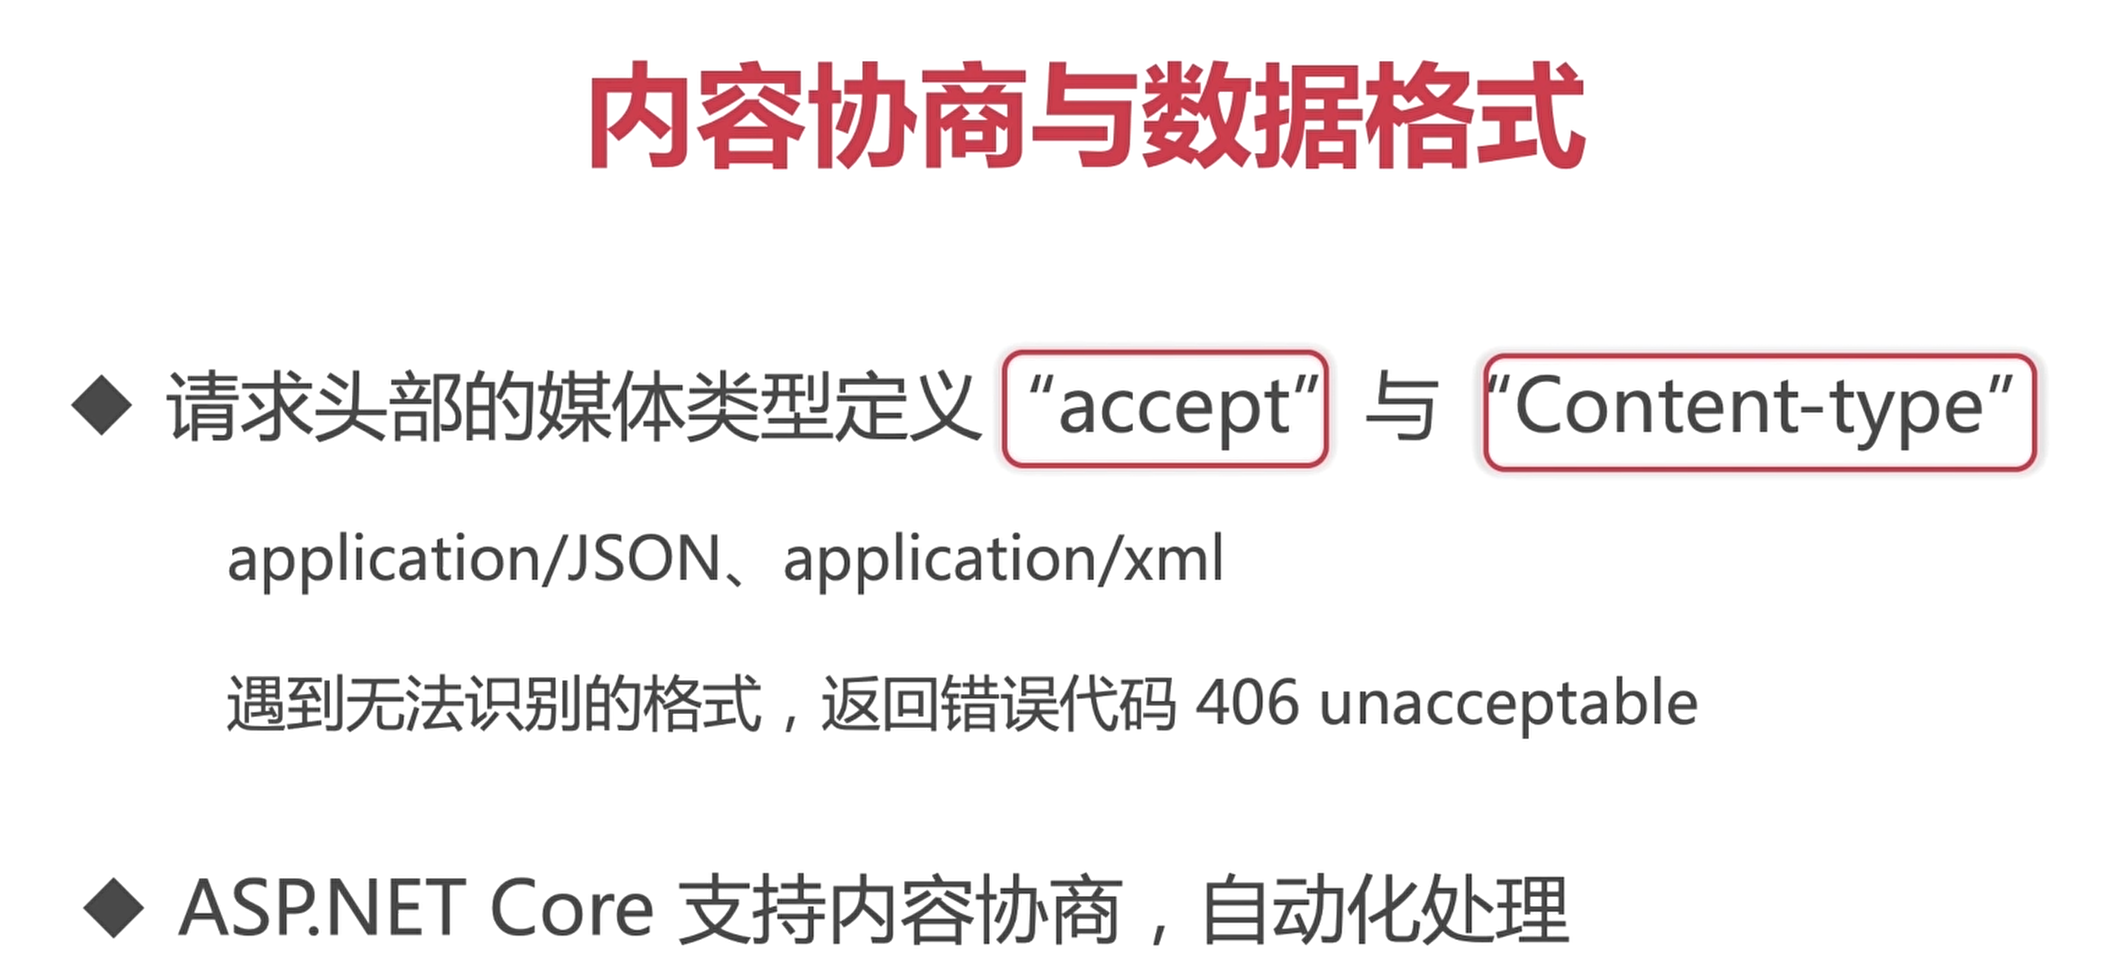 内容协商与数据格式
◆ 请求头部的媒体类型定义 “accept” 与 “Content-type”
application/JSON、application/xml
遇到无法识别的格式，返回错误代码 406 unacceptable
◆ ASP.NET Core 支持内容协商，自动化处理